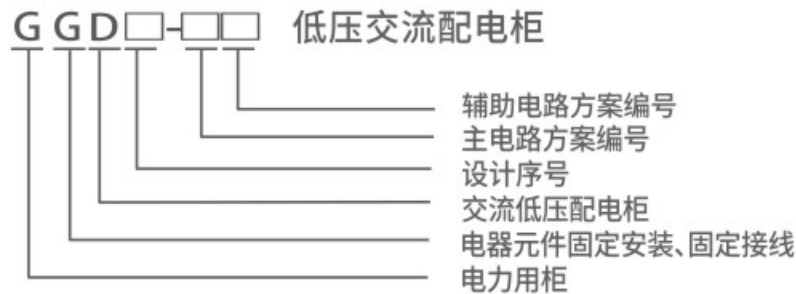 GGD□-□□ 低压交流配电柜
辅助电路方案编号
主电路方案编号
设计序号
交流低压配电柜
电器元件固定安装、固定接线
电力用柜